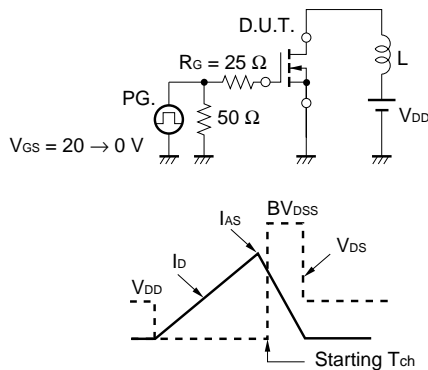 D.U.T.
RG = 25 Ω
L
PG.
50 Ω
VDD
VGS = 20 → 0 V
BVDSS
IAS
ID
VDS
VDD
Starting Tch